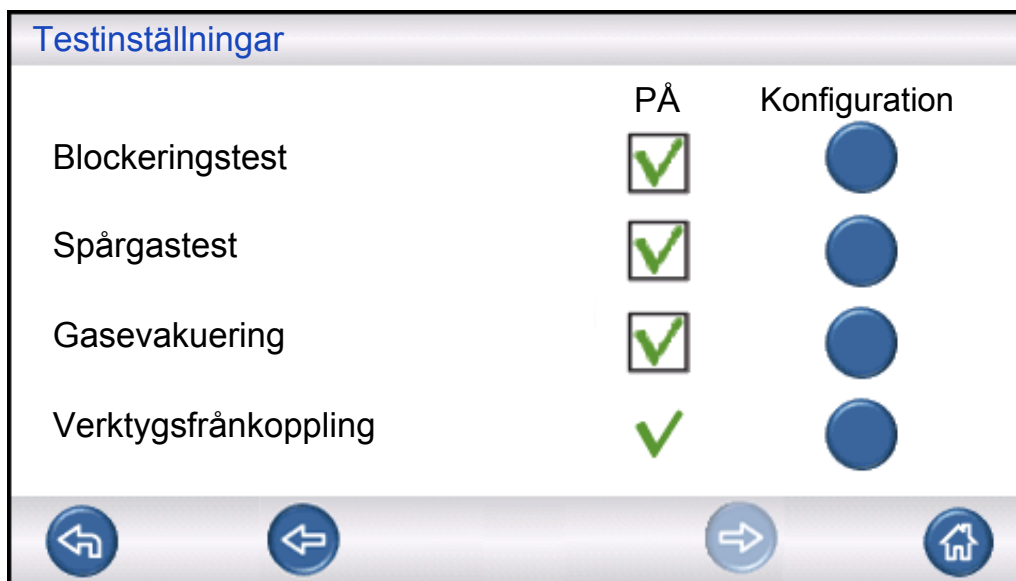 Testinställningar
PÅ Konfiguration
Blockeringstest
Spårgastest
Gasevakuering
Verktygsfrånkoppling